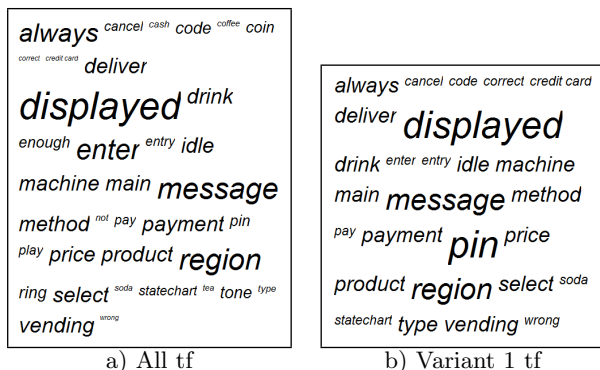 always cancel cash code coffee coin
correct credit card deliver
displayed drink
enough enter entry idle
machine main message
method not pay payment pin
play price product region
ring select soda statechart tea tone type
vending wrong
a) All tf
always cancel code correct credit card
deliver displayed
drink enter entry idle machine
main message method
pay payment pin price
product region select soda
statechart type vending wrong
b) Variant 1 tf